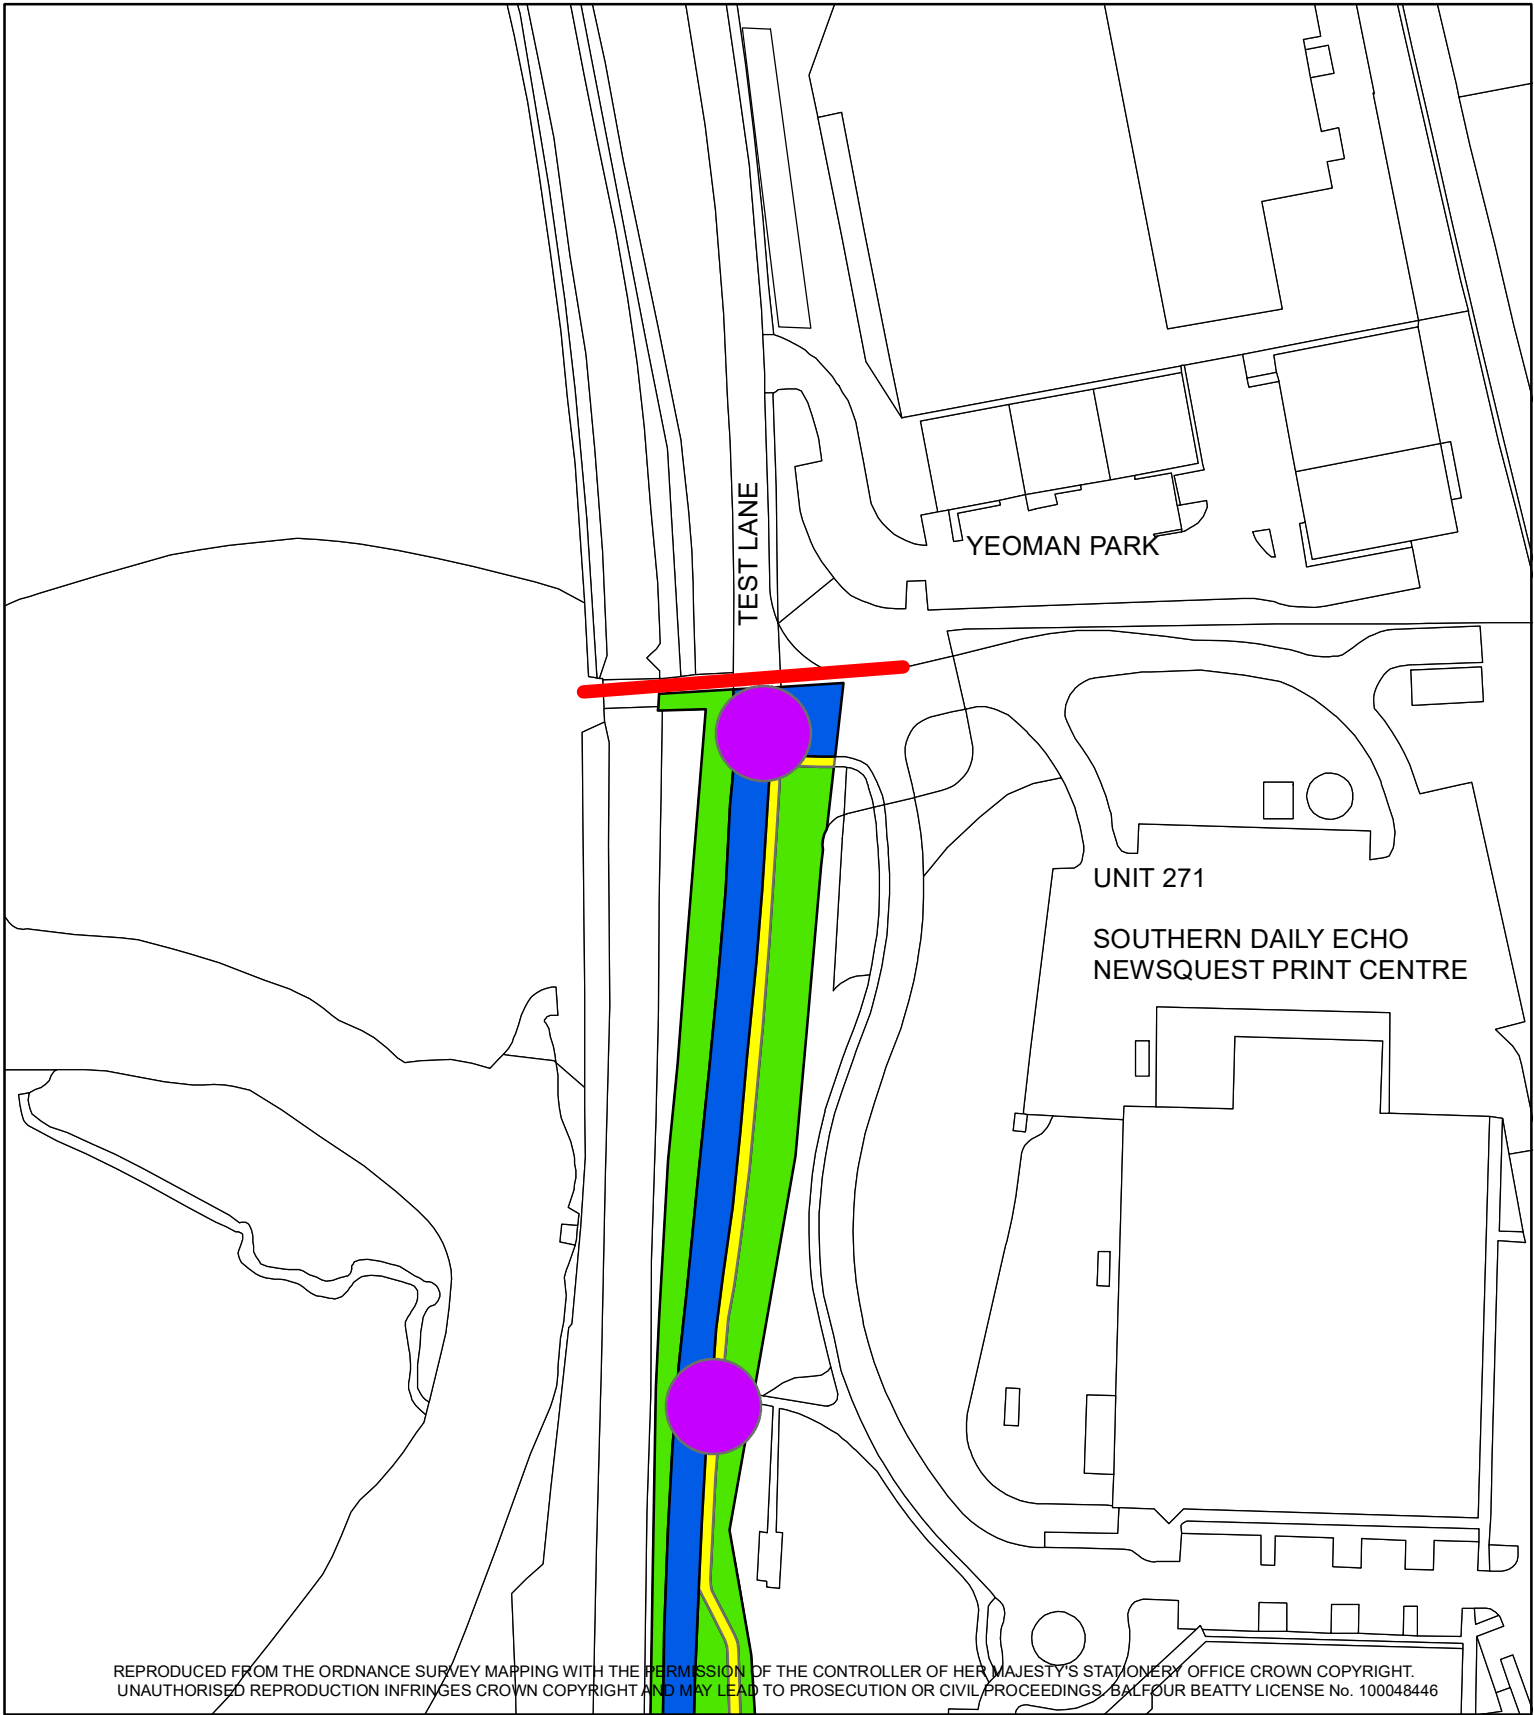 TEST LANE
YEOMAN PARK
UNIT 271
SOUTHERN DAILY ECHO
NEWSQUEST PRINT CENTRE
REPRODUCED FROM THE ORDNANCE SURVEY MAPPING WITH THE PERMISSION OF THE CONTROLLER OF HER MAJESTY'S STATIONERY OFFICE CROWN COPYRIGHT.
UNAUTHORISED REPRODUCTION INFRINGES CROWN COPYRIGHT AND MAY LEAD TO PROSECUTION OR CIVIL PROCEEDINGS. BALFOUR BEATTY LICENSE No. 100048446